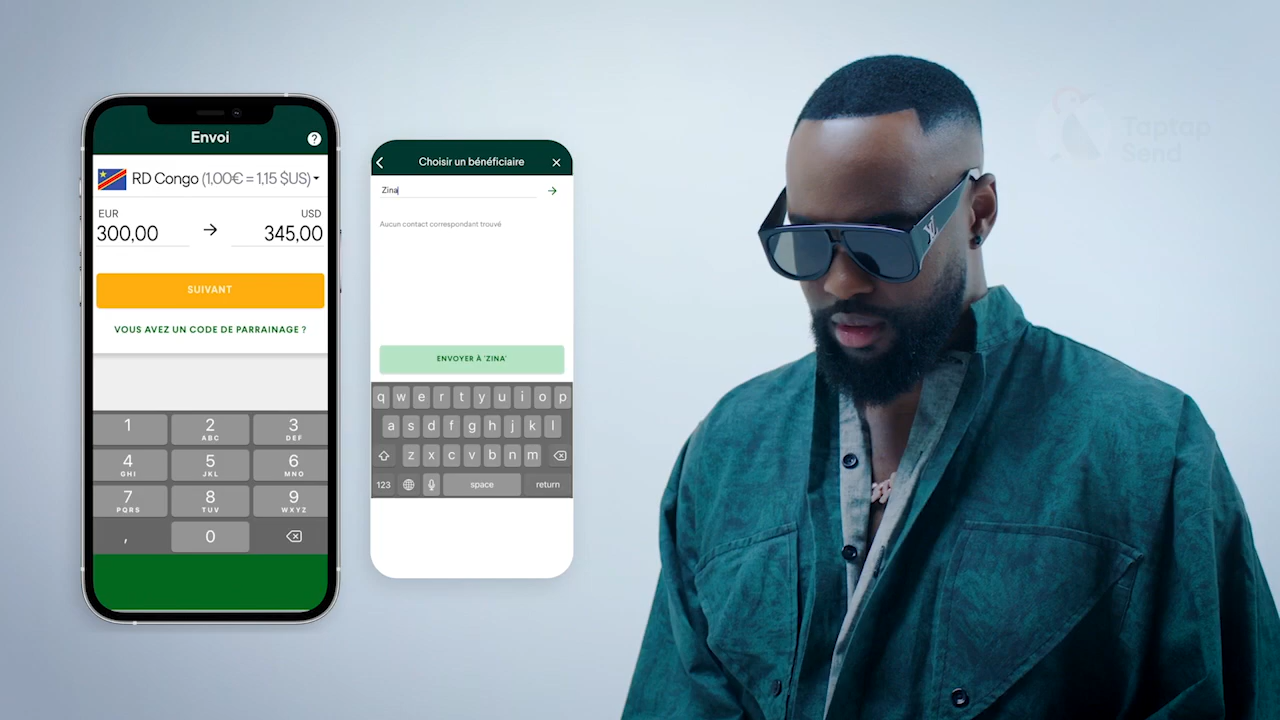 Envoi
?
RD Congo (1,00€ = 1,15 $US)
EUR
USD
300,00
345,00
SUIVANT
VOUS AVEZ UN CODE DE PARRAINAGE ?
1
2 ABC
3 DEF
4 GHI
5 JKL
6 MNO
7 PQRS
8 TUV
9 WXYZ
,
0
Choisir un bénéficiaire
Zina
Aucun contact correspondant trouvé
ENVOYER À 'ZINA'
q w e r t y u i o p
a s d f g h j k l
z x c v b n m
123 space return
Taptap
Send
LV